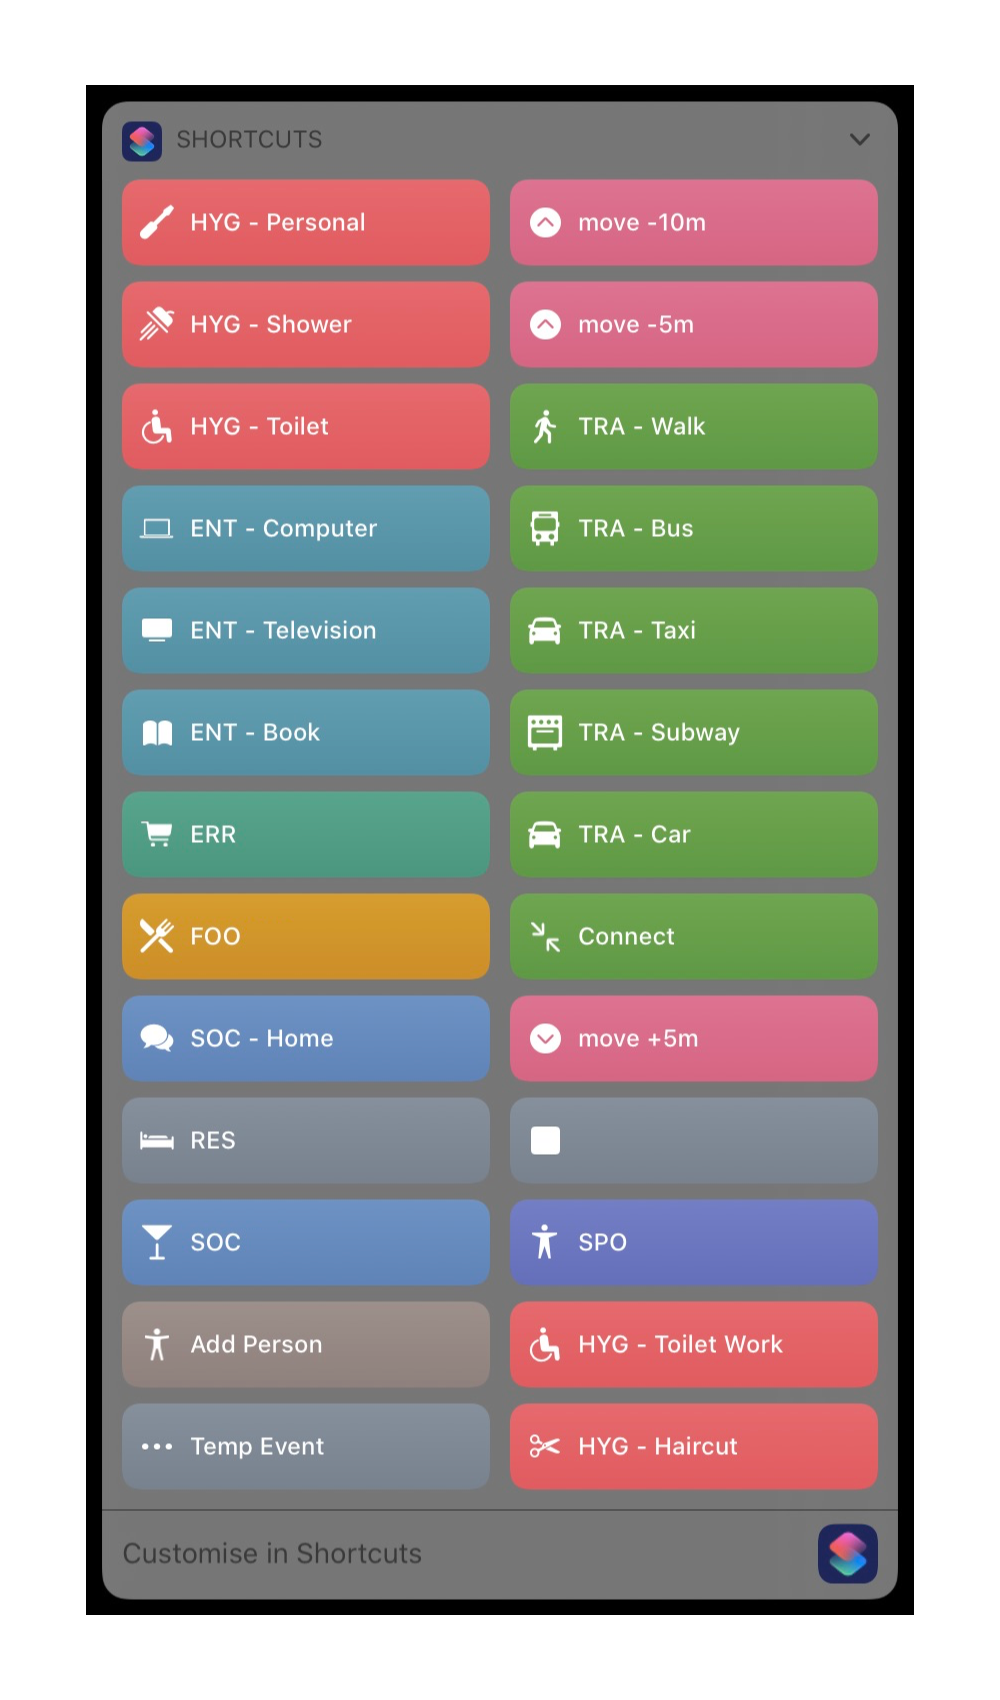 SHORTCUTS
HYG - Personal
move -10m
HYG - Shower
move -5m
HYG - Toilet
TRA - Walk
ENT - Computer
TRA - Bus
ENT - Television
TRA - Taxi
ENT - Book
TRA - Subway
ERR
TRA - Car
FOO
Connect
SOC - Home
move +5m
RES
SOC
SPO
Add Person
HYG - Toilet Work
Temp Event
HYG - Haircut
Customise in Shortcuts